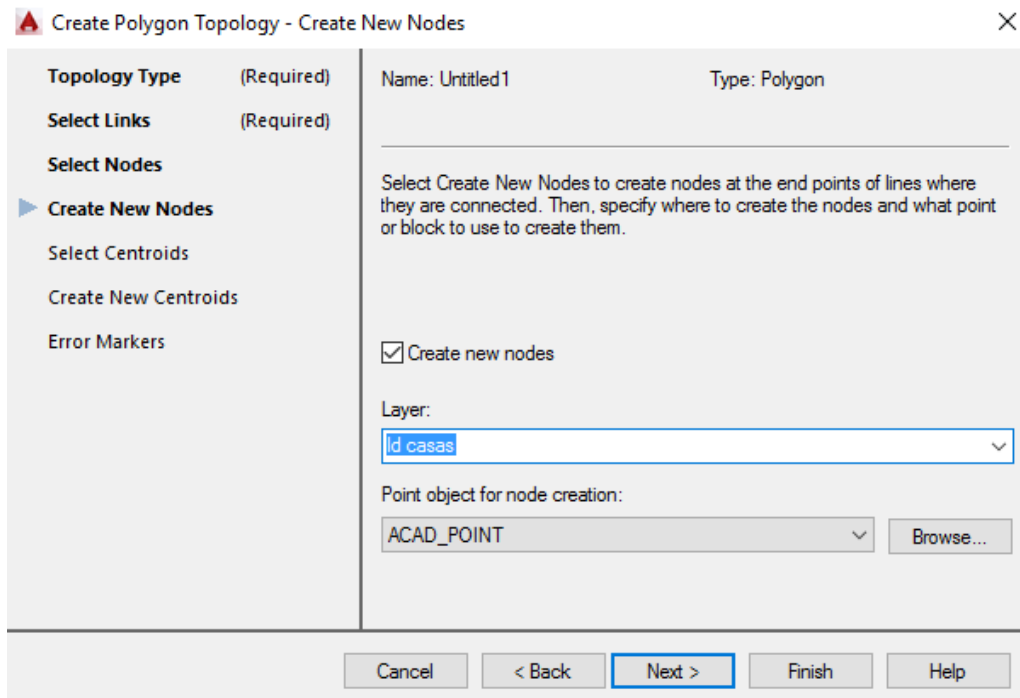 Create Polygon Topology - Create New Nodes
Topology Type (Required)
Select Links (Required)
Select Nodes
Create New Nodes
Select Centroids
Create New Centroids
Error Markers
Name: Untitled1 Type: Polygon
Select Create New Nodes to create nodes at the end points of lines where
they are connected. Then, specify where to create the nodes and what point
or block to use to create them.
Create new nodes
Layer:
Id casas
Point object for node creation:
ACAD_POINT
Browse...
Cancel
< Back
Next >
Finish
Help